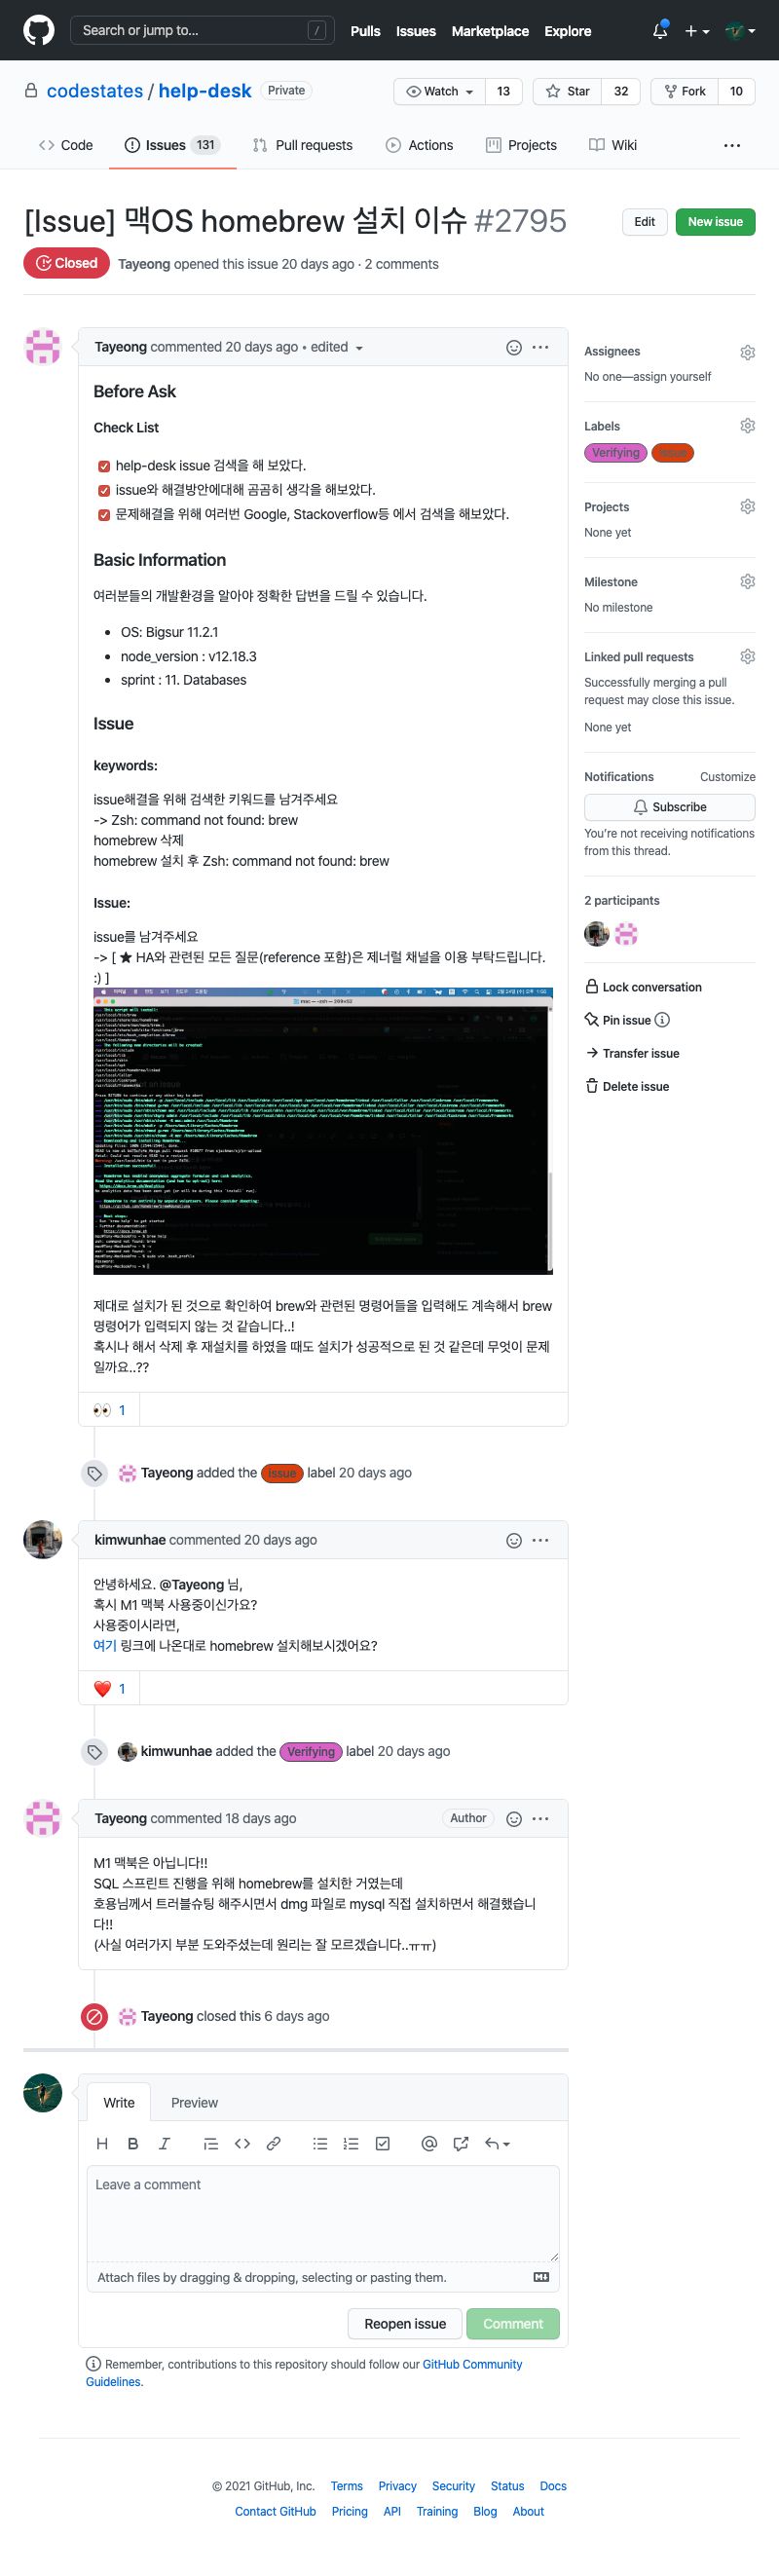 Search or jump to...
/
Pulls Issues Marketplace Explore
codestates / help-desk Private
Watch 13 Star 32 Fork 10
Code Issues 131 Pull requests Actions Projects Wiki
[Issue] 맥OS homebrew 설치 이슈 #2795
Edit New issue
Closed Tayeong opened this issue 20 days ago · 2 comments
Tayeong commented 20 days ago • edited
Before Ask
Check List
help-desk issue 검색을 해 보았다.
issue와 해결방안에대해 곰곰히 생각을 해보았다.
문제해결을 위해 여러번 Google, Stackoverflow등 에서 검색을 해보았다.
Basic Information
여러분들의 개발환경을 알아야 정확한 답변을 드릴 수 있습니다.
• OS: Bigsur 11.2.1
• node_version : v12.18.3
• sprint : 11. Databases
Issue
keywords:
issue해결을 위해 검색한 키워드를 남겨주세요
-> Zsh: command not found: brew
homebrew 삭제
homebrew 설치 후 Zsh: command not found: brew
Issue:
issue를 남겨주세요
-> [ ★ HA와 관련된 모든 질문(reference 포함)은 제너럴 채널을 이용 부탁드립니다.
:) ]
제대로 설치가 된 것으로 확인하여 brew와 관련된 명령어들을 입력해도 계속해서 brew
명령어가 입력되지 않는 것 같습니다..!
혹시나 해서 삭제 후 재설치를 하였을 때도 설치가 성공적으로 된 것 같은데 무엇이 문제
일까요..??
👀 1
Tayeong added the Issue label 20 days ago
kimwunhae commented 20 days ago
안녕하세요. @Tayeong 님,
혹시 M1 맥북 사용중이신가요?
사용중이시라면,
여기 링크에 나온대로 homebrew 설치해보시겠어요?
❤️ 1
kimwunhae added the Verifying label 20 days ago
Tayeong commented 18 days ago Author
M1 맥북은 아닙니다!!
SQL 스프린트 진행을 위해 homebrew를 설치한 거였는데
호용님께서 트러블슈팅 해주시면서 dmg 파일로 mysql 직접 설치하면서 해결했습니
다!!
(사실 여러가지 부분 도와주셨는데 원리는 잘 모르겠습니다..ㅠㅠ)
Tayeong closed this 6 days ago
Write Preview
Leave a comment
Attach files by dragging & dropping, selecting or pasting them.
Reopen issue Comment
Remember, contributions to this repository should follow our GitHub Community
Guidelines.
Assignees
No one—assign yourself
Labels
Verifying Issue
Projects
None yet
Milestone
No milestone
Linked pull requests
Successfully merging a pull
request may close this issue.
None yet
Notifications Customize
Subscribe
You're not receiving notifications
from this thread.
2 participants
Lock conversation
Pin issue
Transfer issue
Delete issue
© 2021 GitHub, Inc. Terms Privacy Security Status Docs
Contact GitHub Pricing API Training Blog About